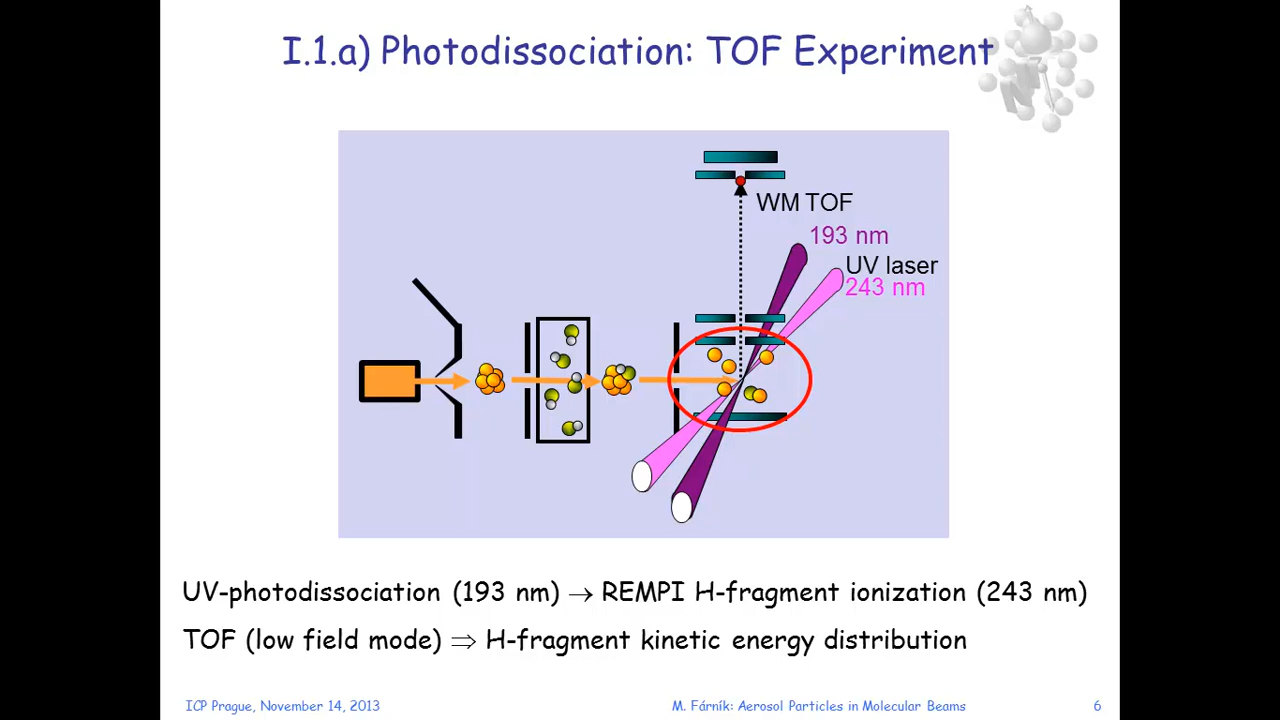 I.1.a) Photodissociation: TOF Experiment
WM TOF
193 nm
UV laser
243 nm
UV-photodissociation (193 nm) → REMPI H-fragment ionization (243 nm)
TOF (low field mode) ⇒ H-fragment kinetic energy distribution
ICP Prague, November 14, 2013
M. Fárník: Aerosol Particles in Molecular Beams
6